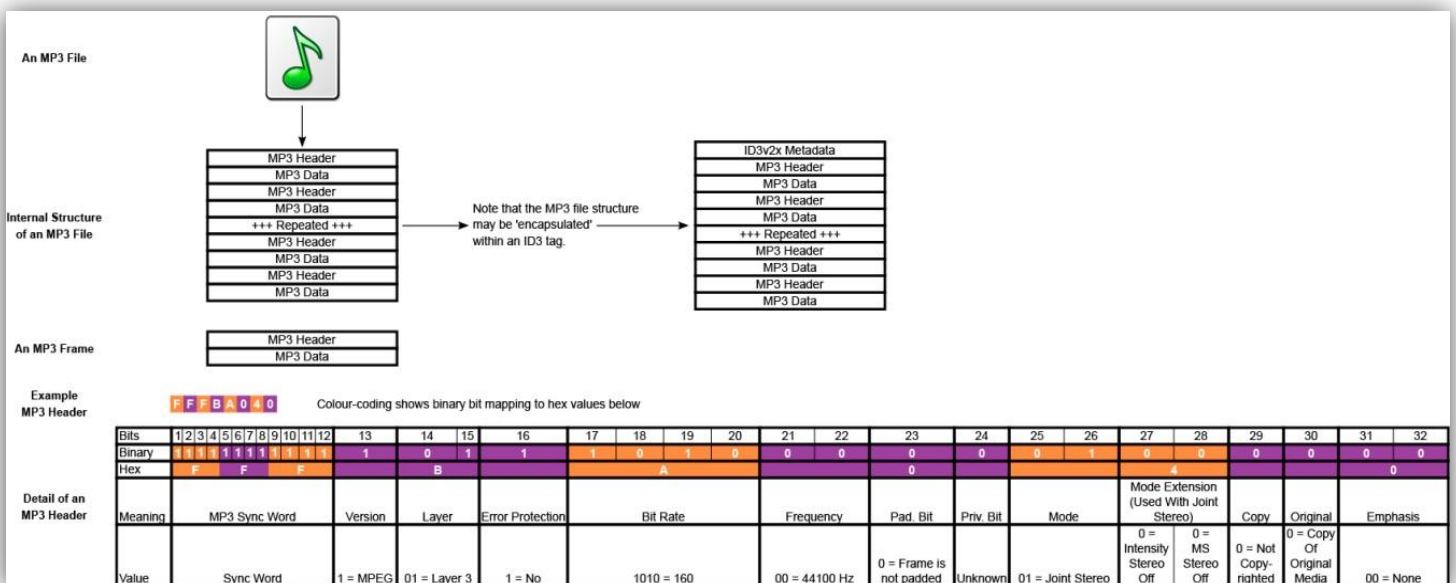 An MP3 File
MP3 Header
MP3 Data
MP3 Header
MP3 Data
+++ Repeated +++
MP3 Header
MP3 Data
MP3 Header
MP3 Data
Internal Structure
of an MP3 File
Note that the MP3 file structure
may be 'encapsulated'
within an ID3 tag.
ID3v2x Metadata
MP3 Header
MP3 Data
MP3 Header
MP3 Data
+++ Repeated +++
MP3 Header
MP3 Data
MP3 Header
MP3 Data
An MP3 Frame
MP3 Header
MP3 Data
Example
MP3 Header
F F F B A 0 4 0
Colour-coding shows binary bit mapping to hex values below
Detail of an
MP3 Header
Bits 1 2 3 4 5 6 7 8 9 10 11 12 13 14 15 16 17 18 19 20 21 22 23 24 25 26 27 28 29 30 31 32
Binary 1 1 1 1 1 1 1 1 1 1 1 1 1 0 1 1 1 0 1 0 0 0 0 0 0 1 0 0 0 0 0 0
Hex F F F B A 0 4 0
Meaning MP3 Sync Word Version Layer Error Protection Bit Rate Frequency Pad. Bit Priv. Bit Mode
Mode Extension
(Used With Joint
Stereo)
Copy Original Emphasis
Value Sync Word 1 = MPEG 01 = Layer 3 1 = No 1010 = 160 00 = 44100 Hz
0 = Frame is
not padded
Unknown 01 = Joint Stereo
0 =
Intensity
Stereo
Off
0 =
MS
Stereo
Off
0 = Not
Copy-
righted
0 = Copy
Of
Original
Media
00 = None